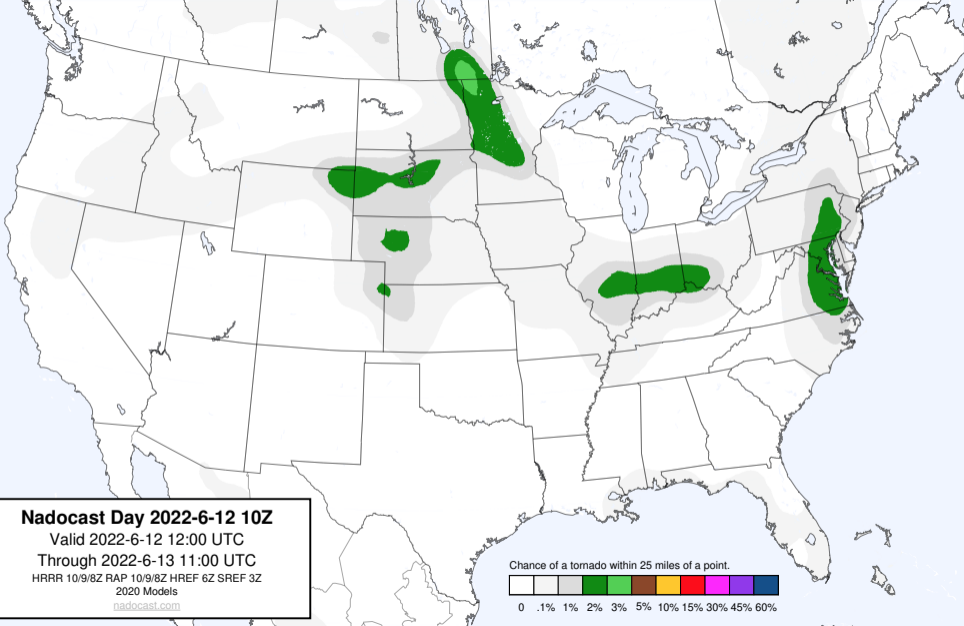 Nadocast Day 2022-6-12 10Z
Valid 2022-6-12 12:00 UTC
Through 2022-6-13 11:00 UTC
HRRR 10/9/8Z RAP 10/9/8Z HREF 6Z SREF 3Z
2020 Models
nadocast.com
Chance of a tornado within 25 miles of a point.
0 .1% 1% 2% 3% 5% 10% 15% 30% 45% 60%